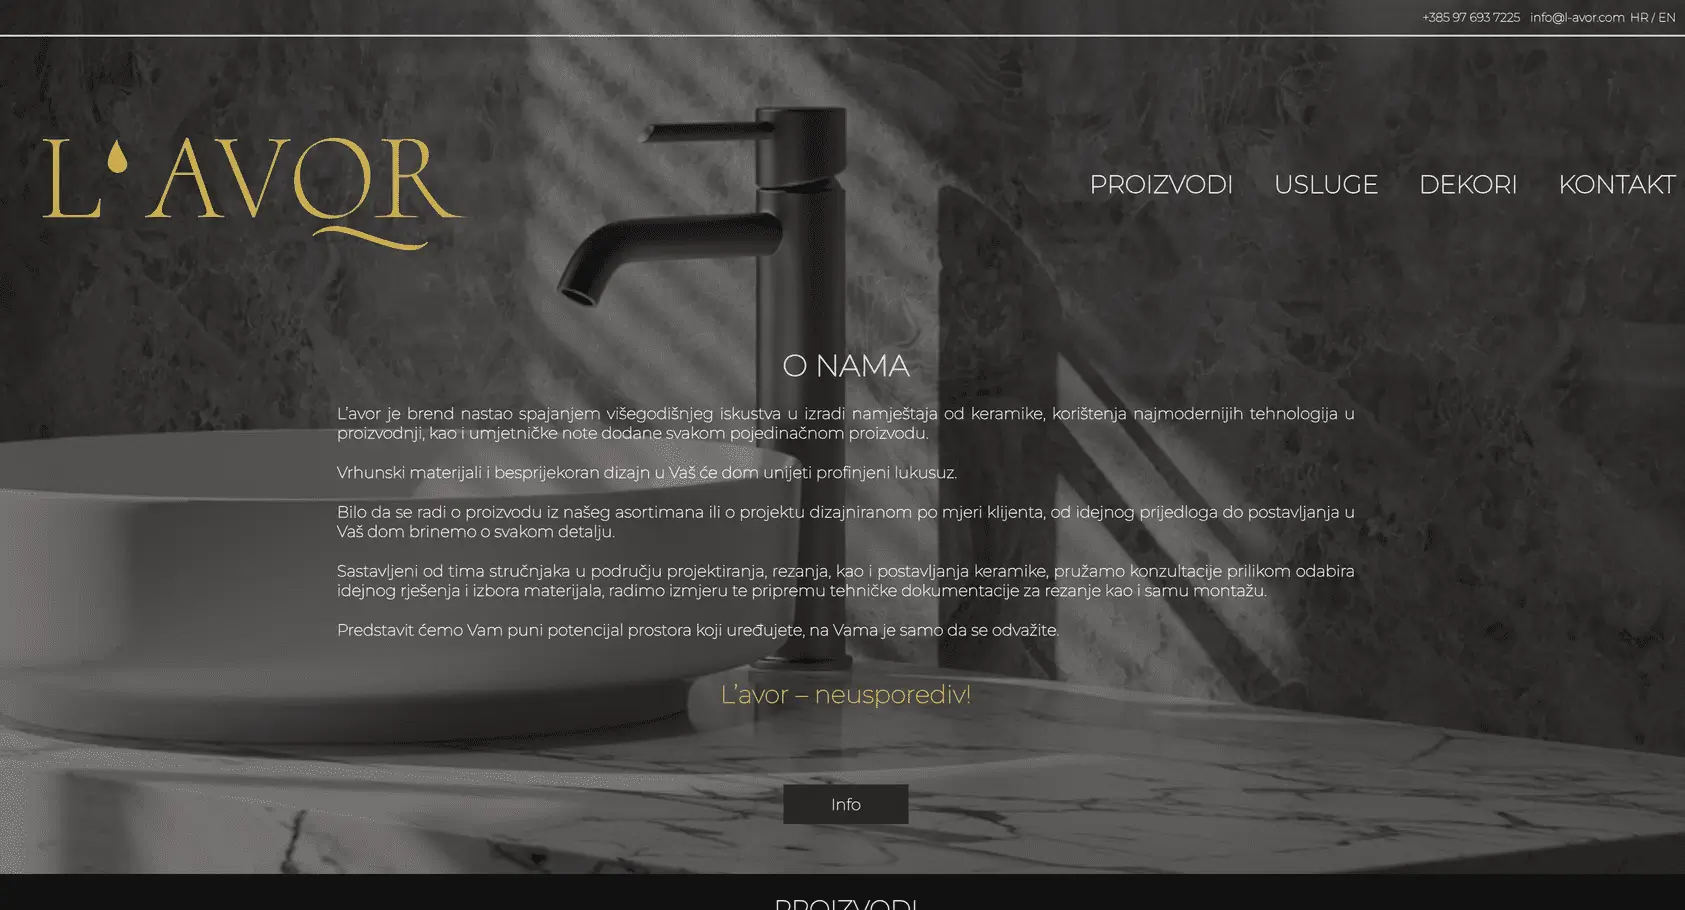 +385 97 693 7225 info@l-avor.com HR / EN
L'AVOR
PROIZVODI USLUGE DEKORI KONTAKT
O NAMA
L’avor je brend nastao spajanjem višegodišnjeg iskustva u izradi namještaja od keramike, korištenja najmodernijih tehnologija u
proizvodnji, kao i umjetničke note dodane svakom pojedinačnom proizvodu.
Vrhunski materijali i besprijekoran dizajn u Vaš će dom unijeti profinjeni lukusuz.
Bilo da se radi o proizvodu iz našeg asortimana ili o projektu dizajniranom po mjeri klijenta, od idejnog prijedloga do postavljanja u
Vaš dom brinemo o svakom detalju.
Sastavljeni od tima stručnjaka u području projektiranja, rezanja, kao i postavljanja keramike, pružamo konzultacije prilikom odabira
idejnog rješenja i izbora materijala, radimo izmjeru te pripremu tehničke dokumentacije za rezanje kao i samu montažu.
Predstavit ćemo Vam puni potencijal prostora koji uređujete, na Vama je samo da se odvažite.
L’avor – neusporediv!
Info
PROIZVODI